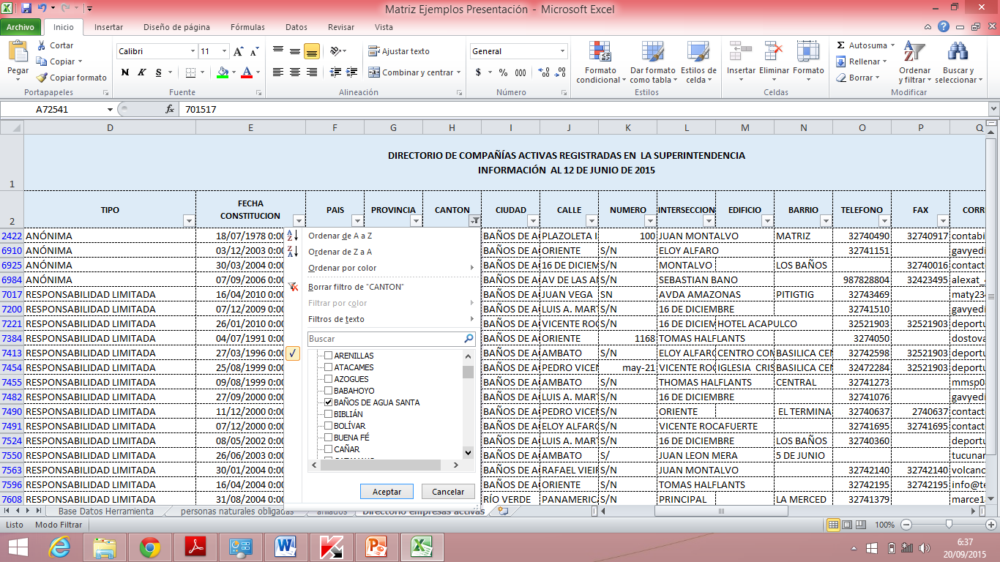 Matriz Ejemplos Presentación - Microsoft Excel
Archivo Inicio Insertar Diseño de página Fórmulas Datos Revisar Vista
Pegar
Cortar
Copiar
Copiar formato
Portapapeles
Calibri 11
N K S
Fuente
Ajustar texto
Combinar y centrar
Alineación
General
$ % 000
Número
Formato condicional
Dar formato como tabla
Estilos de celda
Estilos
Insertar Eliminar Formato
Celdas
Autosuma
Rellenar
Borrar
Ordenar y filtrar
Buscar y seleccionar
Modificar
A72541 fx 701517
D E F G H I J K L M N O P Q
1 DIRECTORIO DE COMPAÑÍAS ACTIVAS REGISTRADAS EN LA SUPERINTENDENCIA
INFORMACIÓN AL 12 DE JUNIO DE 2015
2 TIPO FECHA CONSTITUCION PAIS PROVINCIA CANTON CIUDAD CALLE NUMERO INTERSECCION EDIFICIO BARRIO TELEFONO FAX CORR
2422 ANÓNIMA 18/07/1978 0:00 BAÑOS DE A PLAZOLETA I 100 JUAN MONTALVO MATRIZ 32740490 32740917 contabi
6910 ANÓNIMA 03/12/2003 0:00 BAÑOS DE A ORIENTE S/N ELOY ALFARO 32741151 gavyedi
6925 ANÓNIMA 30/03/2004 0:00 BAÑOS DE A 16 DE DICIEM S/N MONTALVO LOS BAÑOS 32740016 contact
6984 ANÓNIMA 07/09/2006 0:00 BAÑOS DE A AV DE LAS AM S/N SEBASTIAN BANO 987828804 32423495 alexat_
7017 RESPONSABILIDAD LIMITADA 16/04/2010 0:00 BAÑOS DE A JUAN VEGA SN AVDA AMAZONAS PITIGTIG 32743469 maty234
7200 RESPONSABILIDAD LIMITADA 07/12/2009 0:00 BAÑOS DE A LUIS A. MART S/N 16 DE DICIEMBRE 32741510 gavyedi
7221 RESPONSABILIDAD LIMITADA 26/01/2010 0:00 BAÑOS DE A VICENTE ROC S/N 16 DE DICIEM HOTEL ACAPULCO 32521903 32521903 deportu
7384 RESPONSABILIDAD LIMITADA 04/07/1991 0:00 BAÑOS DE A ORIENTE 1168 TOMAS HALFLANTS 3274050 dostova
7413 RESPONSABILIDAD LIMITADA 27/03/1996 0:00 BAÑOS DE A AMBATO S/N ELOY ALFARO CENTRO COM BASILICA CEN 32742598 32521903 deportu
7454 RESPONSABILIDAD LIMITADA 25/08/1999 0:00 BAÑOS DE A PEDRO VICEN may-21 VICENTE ROC IGLESIA CRIS BASILICA CEN 32472284 32521903 deportu
7455 RESPONSABILIDAD LIMITADA 09/08/1999 0:00 BAÑOS DE A AMBATO S/N THOMAS HALFLANTS CENTRAL 32741273 mmsp0
7482 RESPONSABILIDAD LIMITADA 27/09/2000 0:00 BAÑOS DE A LUIS A. MART S/N 16 DE DICIEMBRE 32741076 gavyedi
7490 RESPONSABILIDAD LIMITADA 11/12/2000 0:00 BAÑOS DE A PEDRO VICEN S/N ORIENTE EL TERMINA 32740637 2740637 contact
7491 RESPONSABILIDAD LIMITADA 07/12/2000 0:00 BAÑOS DE A ELOY ALFARO S/N VICENTE ROCAFUERTE 32741695 32741695 contact
7524 RESPONSABILIDAD LIMITADA 08/05/2002 0:00 BAÑOS DE A LUIS A. MART S/N 16 DE DICIEMBRE LOS BAÑOS 32740360 deportu
7550 RESPONSABILIDAD LIMITADA 26/06/2003 0:00 BAÑOS DE A AMBATO S/ JUAN LEON MERA 5 DE JUNIO tucunar
7563 RESPONSABILIDAD LIMITADA 30/01/2004 0:00 BAÑOS DE A RAFAEL VIEIR S/N JUAN MONTALVO 32742140 32742140 volcano
7596 RESPONSABILIDAD LIMITADA 16/04/2004 0:00 BAÑOS DE A ORIENTE S/N TOMAS HALFLANTS 32742195 32742195 info@te
7608 RESPONSABILIDAD LIMITADA 31/08/2004 0:00 RÍO VERDE PANAMERICA S/N PRINCIPAL LA MERCED 32741379 marce1
Ordenar de A a Z
Ordenar de Z a A
Ordenar por color
Borrar filtro de "CANTON"
Filtrar por color
Filtros de texto
Buscar
ARENILLAS
ATACAMES
AZOGUES
BABAHOYO
BAÑOS DE AGUA SANTA
BIBLIÁN
BOLÍVAR
BUENA FÉ
CAÑAR
Aceptar Cancelar
Base Datos Herramienta personas naturales obligadas afiliados Directorio empresas activas
Listo Modo Filtrar 100%
6:37
20/09/2015